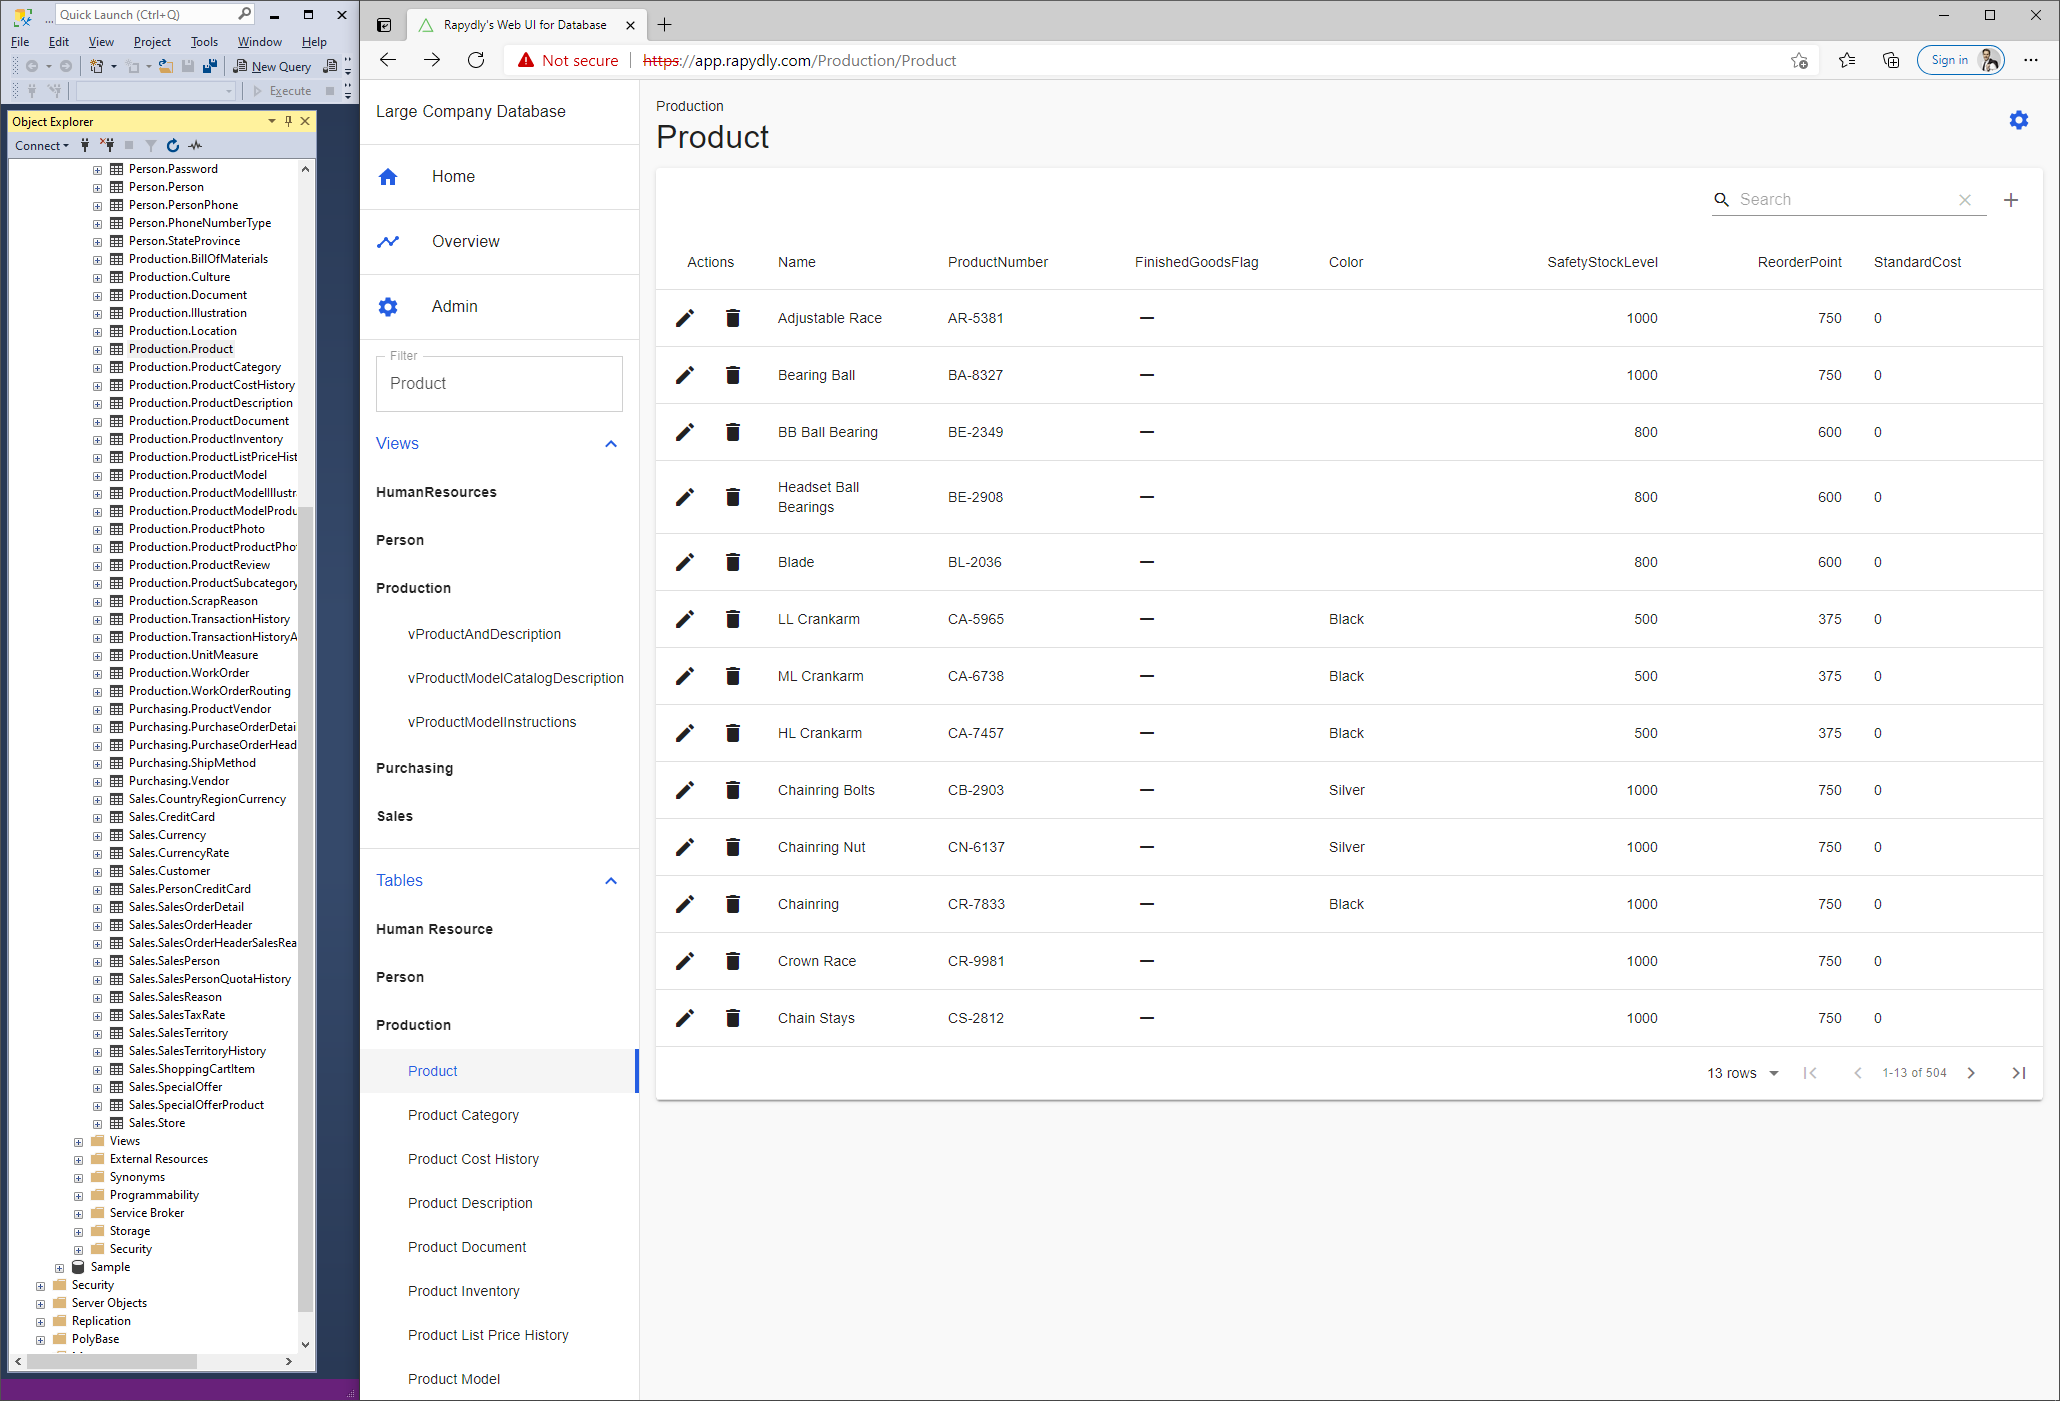 Quick Launch (Ctrl+Q)
File Edit View Project Tools Window Help
New Query
Execute
Object Explorer
Connect
Person.Password
Person.Person
Person.PersonPhone
Person.PhoneNumberType
Person.StateProvince
Production.BillOfMaterials
Production.Culture
Production.Document
Production.Illustration
Production.Location
Production.Product
Production.ProductCategory
Production.ProductCostHistory
Production.ProductDescription
Production.ProductDocument
Production.ProductInventory
Production.ProductListPriceHist
Production.ProductModel
Production.ProductModelIllustr
Production.ProductModelProdu
Production.ProductPhoto
Production.ProductProductPho
Production.ProductReview
Production.ProductSubcategory
Production.ScrapReason
Production.TransactionHistory
Production.TransactionHistoryA
Production.UnitMeasure
Production.WorkOrder
Production.WorkOrderRouting
Purchasing.ProductVendor
Purchasing.PurchaseOrderDetai
Purchasing.PurchaseOrderHead
Purchasing.ShipMethod
Purchasing.Vendor
Sales.CountryRegionCurrency
Sales.CreditCard
Sales.Currency
Sales.CurrencyRate
Sales.Customer
Sales.PersonCreditCard
Sales.SalesOrderDetail
Sales.SalesOrderHeader
Sales.SalesOrderHeaderSalesRea
Sales.SalesPerson
Sales.SalesPersonQuotaHistory
Sales.SalesReason
Sales.SalesTaxRate
Sales.SalesTerritory
Sales.SalesTerritoryHistory
Sales.ShoppingCartItem
Sales.SpecialOffer
Sales.SpecialOfferProduct
Sales.Store
Views
External Resources
Synonyms
Programmability
Service Broker
Storage
Security
Sample
Security
Server Objects
Replication
PolyBase
Rapydly's Web UI for Database
Not secure https://app.rapydly.com/Production/Product
Sign in
Large Company Database
Home
Overview
Admin
Filter
Product
Views
HumanResources
Person
Production
vProductAndDescription
vProductModelCatalogDescription
vProductModelInstructions
Purchasing
Sales
Tables
Human Resource
Person
Production
Product
Product Category
Product Cost History
Product Description
Product Document
Product Inventory
Product List Price History
Product Model
Production
Product
Search
Actions Name ProductNumber FinishedGoodsFlag Color SafetyStockLevel ReorderPoint StandardCost
Adjustable Race AR-5381 — 1000 750 0
Bearing Ball BA-8327 — 1000 750 0
BB Ball Bearing BE-2349 — 800 600 0
Headset Ball
Bearings BE-2908 — 800 600 0
Blade BL-2036 — 800 600 0
LL Crankarm CA-5965 — Black 500 375 0
ML Crankarm CA-6738 — Black 500 375 0
HL Crankarm CA-7457 — Black 500 375 0
Chainring Bolts CB-2903 — Silver 1000 750 0
Chainring Nut CN-6137 — Silver 1000 750 0
Chainring CR-7833 — Black 1000 750 0
Crown Race CR-9981 — 1000 750 0
Chain Stays CS-2812 — 1000 750 0
13 rows 1-13 of 504